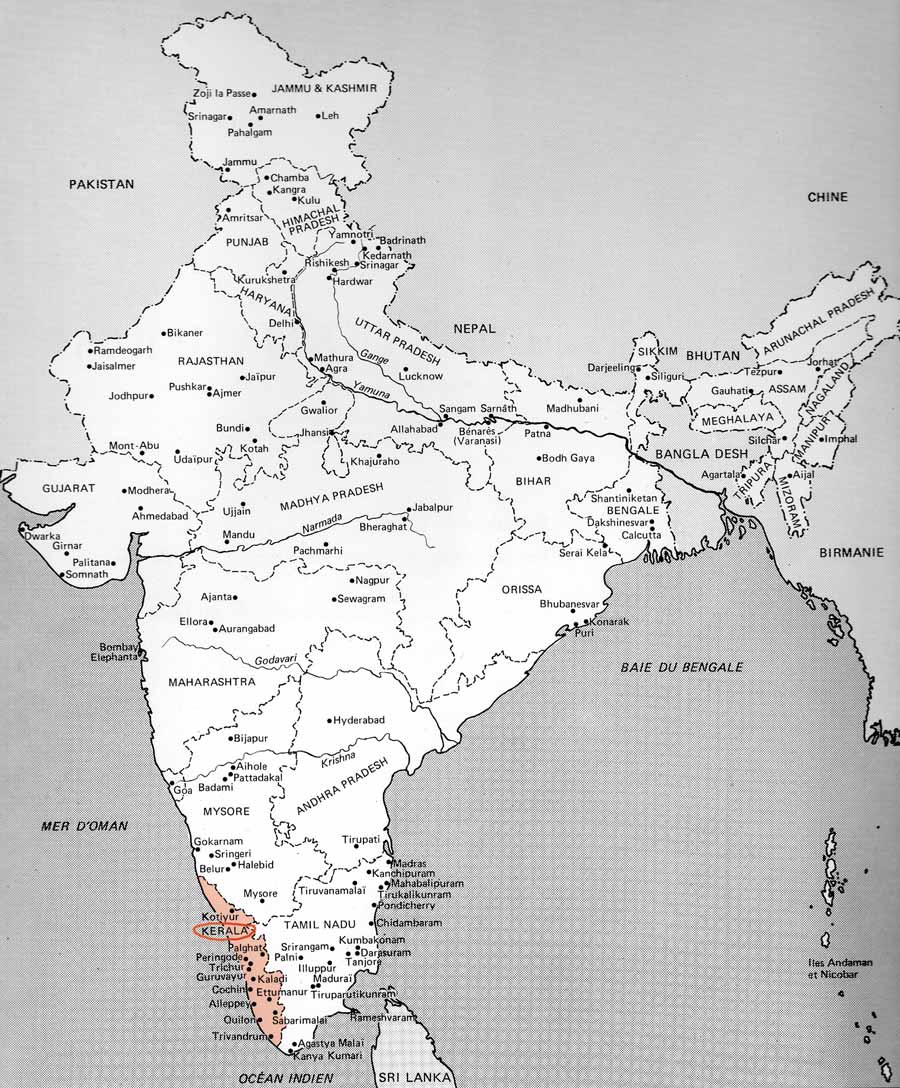 Zoji la Passe
JAMMU & KASHMIR
Amarnath
Srinagar
Leh
Pahalgam
Jammu
PAKISTAN
Chamba
Kangra
Kulu
CHINE
Amritsar
HIMACHAL
PRADESH
PUNJAB
Yamnotri
Badrinath
Kedarnath
Rishikesh
Srinagar
Kurukshetra
Hardwar
HARYANA
Delhi
ARUNACHAL PRADESH
UTTAR PRADESH
NEPAL
Bikaner
Ramdeogarh
Jaisalmer
RAJASTHAN
Mathura
Agra
Gange
SIKKIM
BHUTAN
Darjeeling
Siliguri
Tezpur
Jorhat
Jaïpur
Lucknow
Yamuna
Pushkar
Ajmer
Jodhpur
Gauhati
ASSAM
NAGALAND
Gwalior
Sangam
Sarnâth
Madhubani
MEGHALAYA
Bundi
Jhansi
Allahabad
Bénarès
(Varanasi)
Patna
Silchar
MANIPUR
Imphal
Mont-Abu
Kotah
Udaïpur
Khajuraho
Bodh Gaya
BANGLA DESH
Agartala
TRIPURA
Aijal
MIZORAM
GUJARAT
Modhera
MADHYA PRADESH
BIHAR
Shantiniketan
BENGALE
Ahmedabad
Ujjain
Narmada
Jabalpur
Bheraghat
Dakshinesvar
Calcutta
Dwarka
Girnar
Mandu
Pachmarhi
Serai Kela
BIRMANIE
Palitana
Somnath
Nagpur
Ajanta
Sewagram
ORISSA
Bhubanesvar
Konarak
Puri
Ellora
Aurangabad
Bombay
Elephanta
Godavari
BAIE DU BENGALE
MAHARASHTRA
Hyderabad
Bijapur
Krishna
Aihole
Pattadakal
Badami
Goa
ANDHRA PRADESH
MYSORE
MER D'OMAN
Gokarnam
Sringeri
Tirupati
Belur
Halebid
Madras
Kanchipuram
Mahabalipuram
Tiruvanamalaï
Tirukalikunram
Mysore
Pondicherry
Kotiyur
KERALA
TAMIL NADU
Chidambaram
Palghat
Srirangam
Kumbakonam
Darasuram
Peringode
Palni
Tanjore
Trichur
Illuppur
Iles Andaman
et Nicobar
Guruvayur
Kaladi
Maduraï
Cochin
Ettumanur
Tiruparutikunram
Alleppey
Quilon
Sabarimalai
Rameshvaram
Trivandrum
Agastya Malai
Kanya Kumari
OCÉAN INDIEN
SRI LANKA